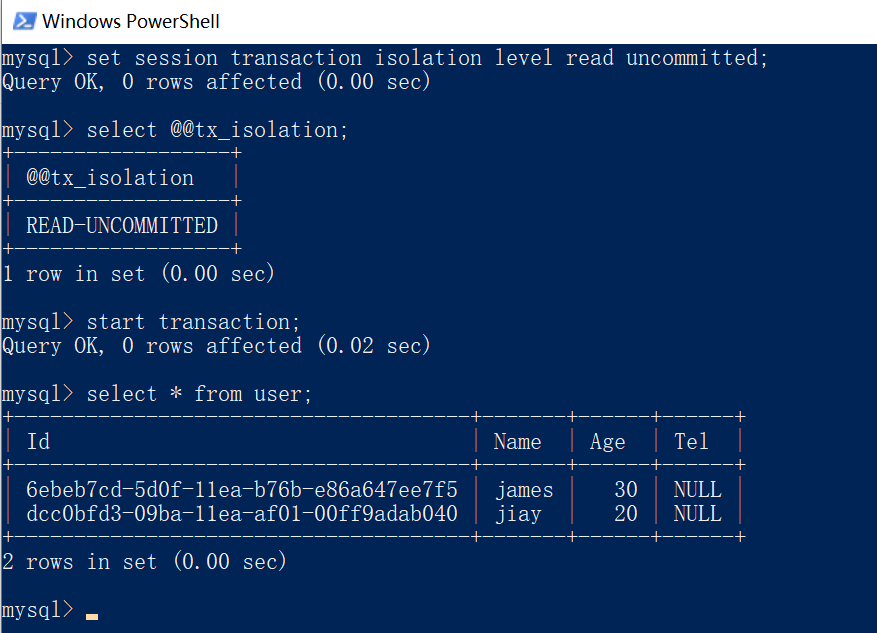 Windows PowerShell
mysql> set session transaction isolation level read uncommitted;
Query OK, 0 rows affected (0.00 sec)
mysql> select @@tx_isolation;
+------------------+
| @@tx_isolation   |
+------------------+
| READ-UNCOMMITTED |
+------------------+
1 row in set (0.00 sec)
mysql> start transaction;
Query OK, 0 rows affected (0.02 sec)
mysql> select * from user;
+--------------------------------------+-------+------+------+
| Id                                   | Name  | Age  | Tel  |
+--------------------------------------+-------+------+------+
| 6ebeb7cd-5d0f-11ea-b76b-e86a647ee7f5 | james |   30 | NULL |
| dcc0bfd3-09ba-11ea-af01-00ff9adab040 | jiay  |   20 | NULL |
+--------------------------------------+-------+------+------+
2 rows in set (0.00 sec)
mysql>